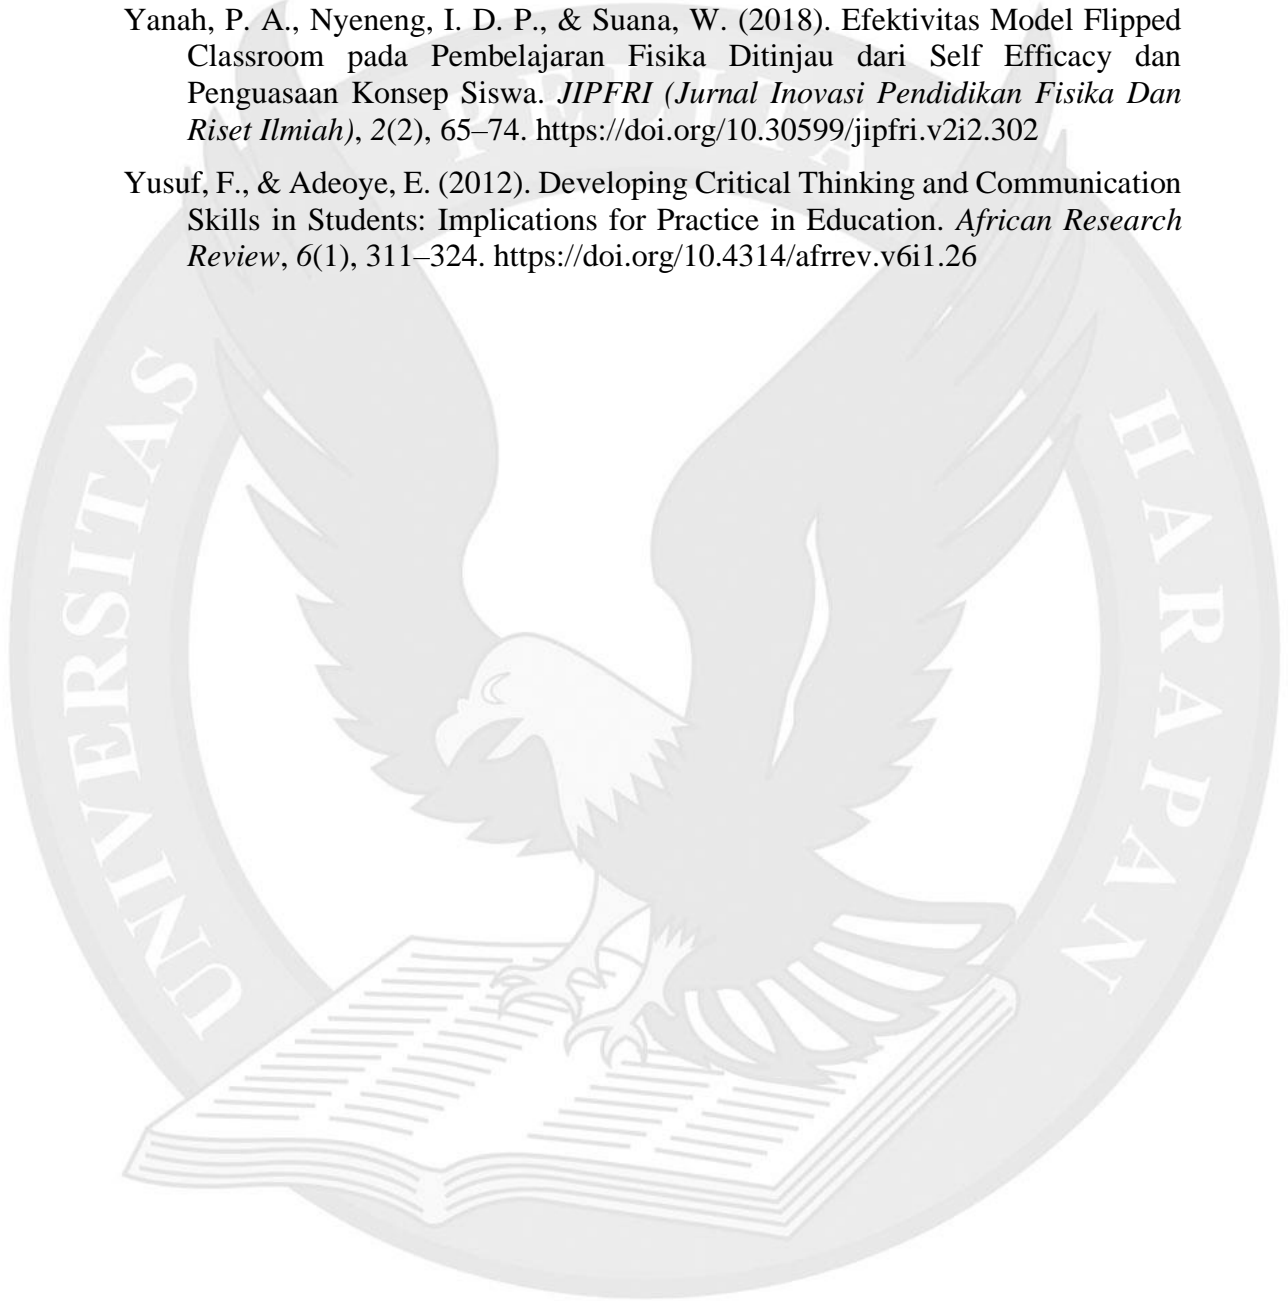 Yanah, P. A., Nyeneng, I. D. P., & Suana, W. (2018). Efektivitas Model Flipped
Classroom pada Pembelajaran Fisika Ditinjau dari Self Efficacy dan
Penguasaan Konsep Siswa. JIPFRI (Jurnal Inovasi Pendidikan Fisika Dan
Riset Ilmiah), 2(2), 65–74. https://doi.org/10.30599/jipfri.v2i2.302
Yusuf, F., & Adeoye, E. (2012). Developing Critical Thinking and Communication
Skills in Students: Implications for Practice in Education. African Research
Review, 6(1), 311–324. https://doi.org/10.4314/afrrev.v6i1.26
UNIVERSITAS
PELITA
HARAPAN